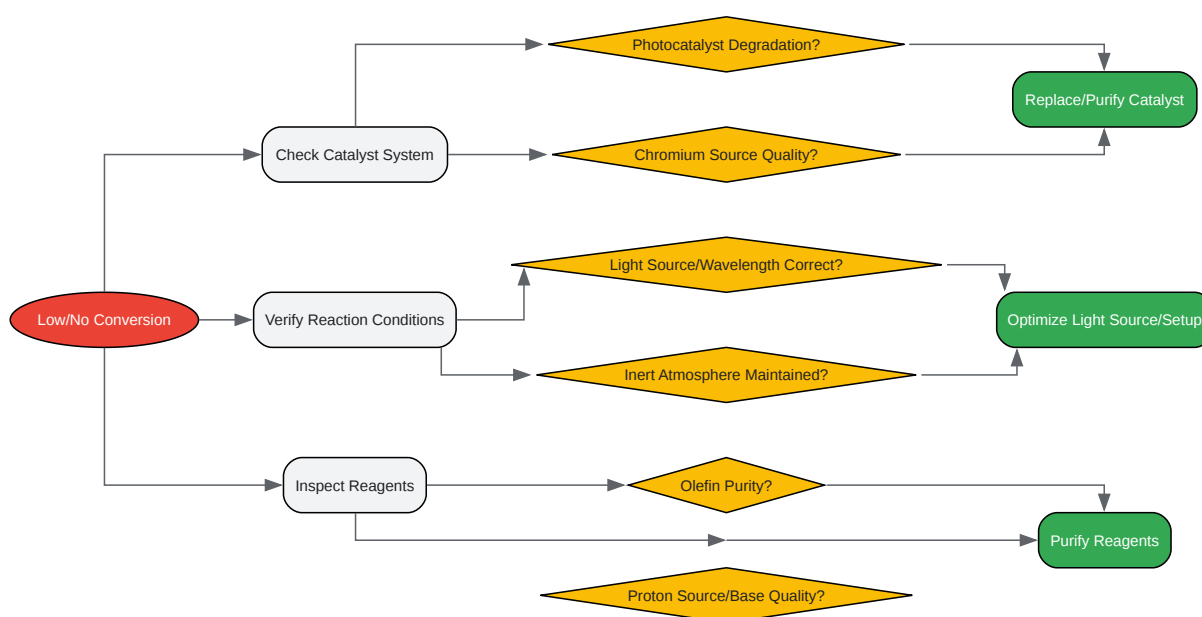 Photocatalyst Degradation?
Replace/Purify Catalyst
Check Catalyst System
Chromium Source Quality?
Light Source/Wavelength Correct?
Low/No Conversion
Verify Reaction Conditions
Optimize Light Source/Setup
Inert Atmosphere Maintained?
Inspect Reagents
Olefin Purity?
Purify Reagents
Proton Source/Base Quality?